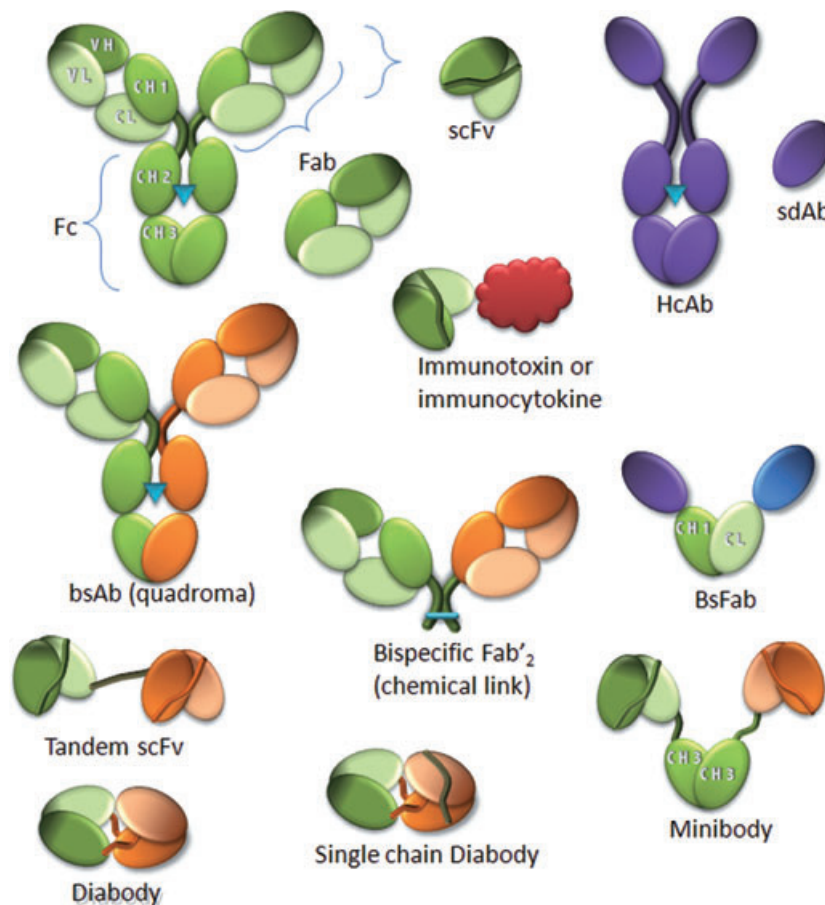 VH
VL
CH1
CL
scFv
Fab
CH2
Fc
CH3
sdAb
HcAb
Immunotoxin or
immunocytokine
bsAb (quadroma)
CH1
CL
BsFab
Bispecific Fab′₂
(chemical link)
Tandem scFv
CH3
CH3
Minibody
Single chain Diabody
Diabody